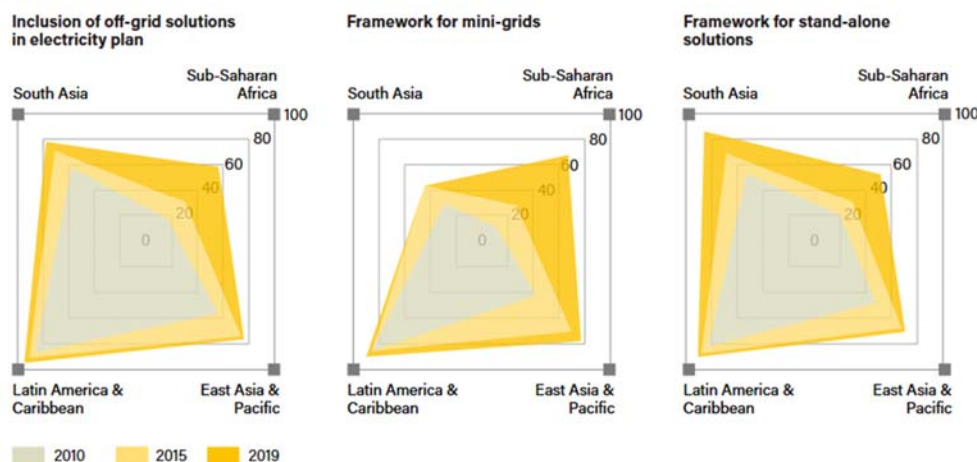 Inclusion of off-grid solutions
in electricity plan
South Asia
Sub-Saharan
Africa
100
80
60
40
20
0
Latin America &
Caribbean
East Asia &
Pacific
Framework for mini-grids
South Asia
Sub-Saharan
Africa
100
80
60
40
20
0
Latin America &
Caribbean
East Asia &
Pacific
Framework for stand-alone
solutions
South Asia
Sub-Saharan
Africa
100
80
60
40
20
0
Latin America &
Caribbean
East Asia &
Pacific
2010 2015 2019